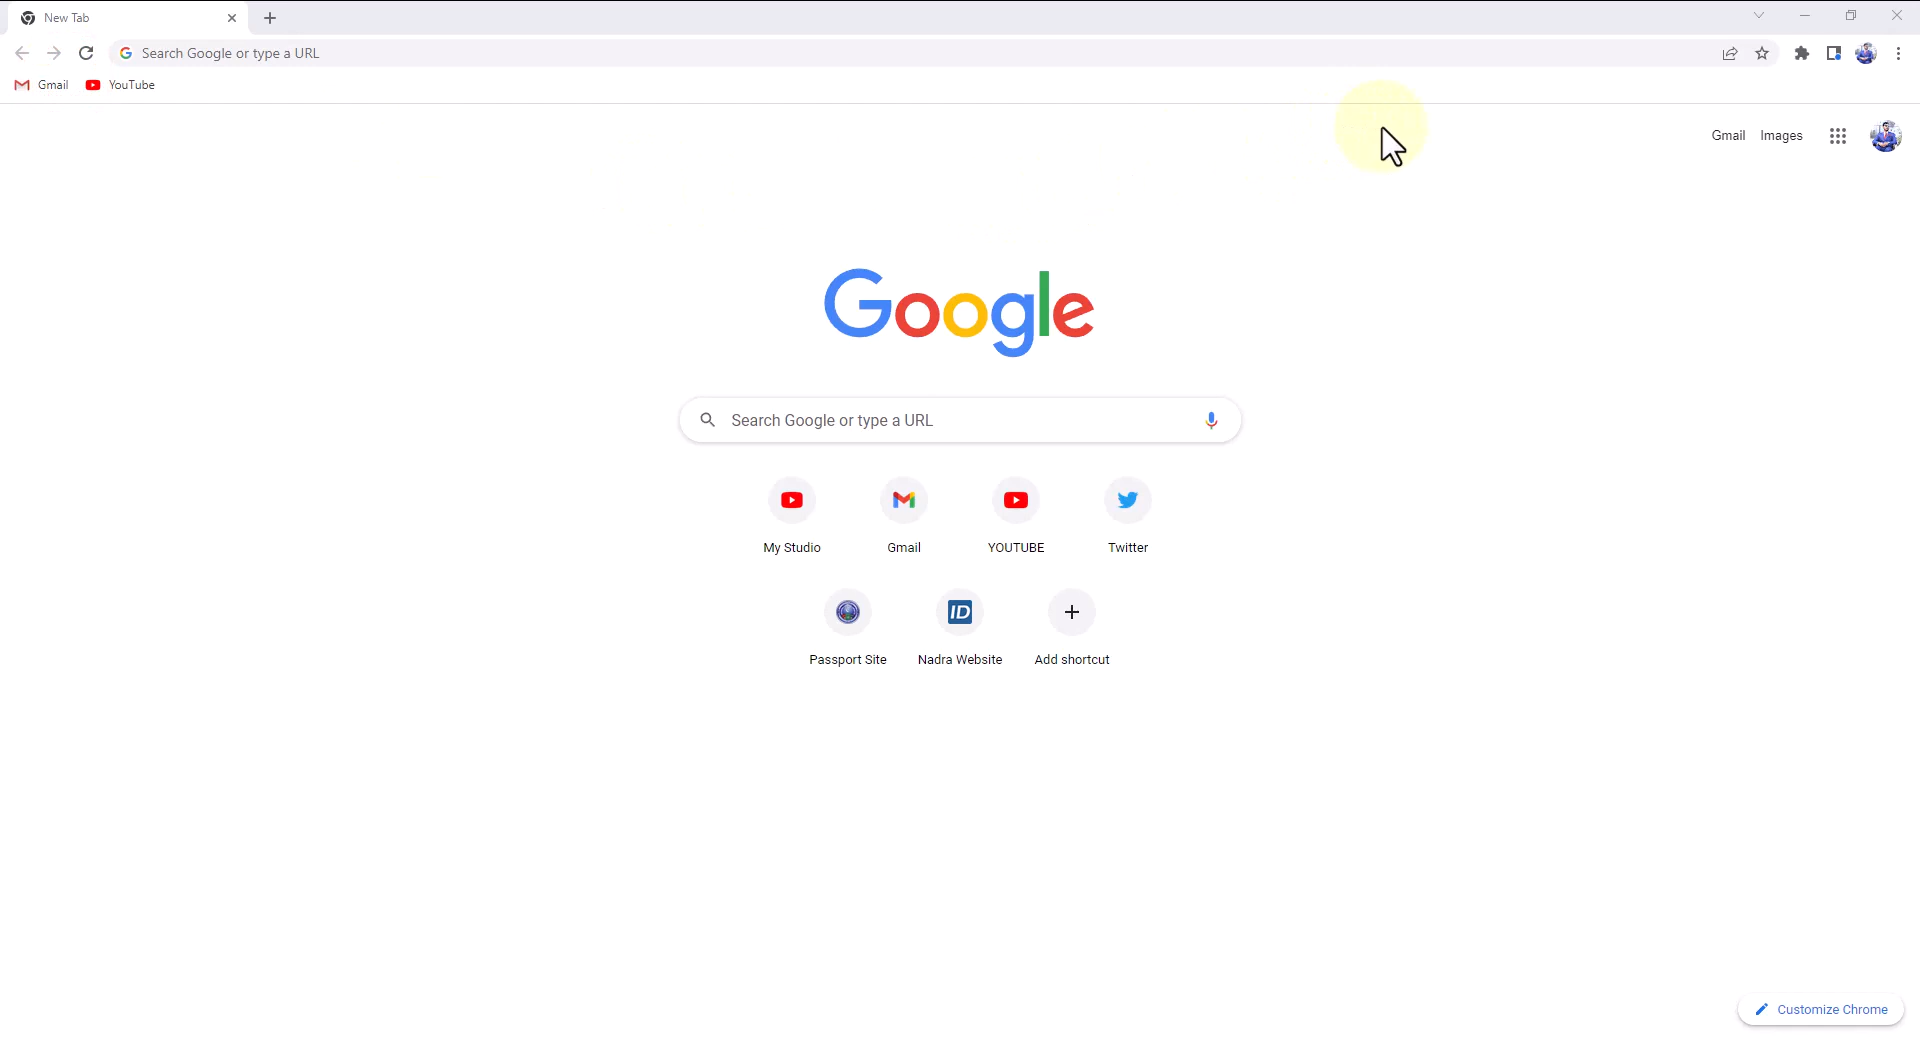 New Tab
Search Google or type a URL
Gmail YouTube
Gmail Images
Google
Search Google or type a URL
My Studio Gmail YOUTUBE Twitter
ID
Passport Site Nadra Website Add shortcut
Customize Chrome